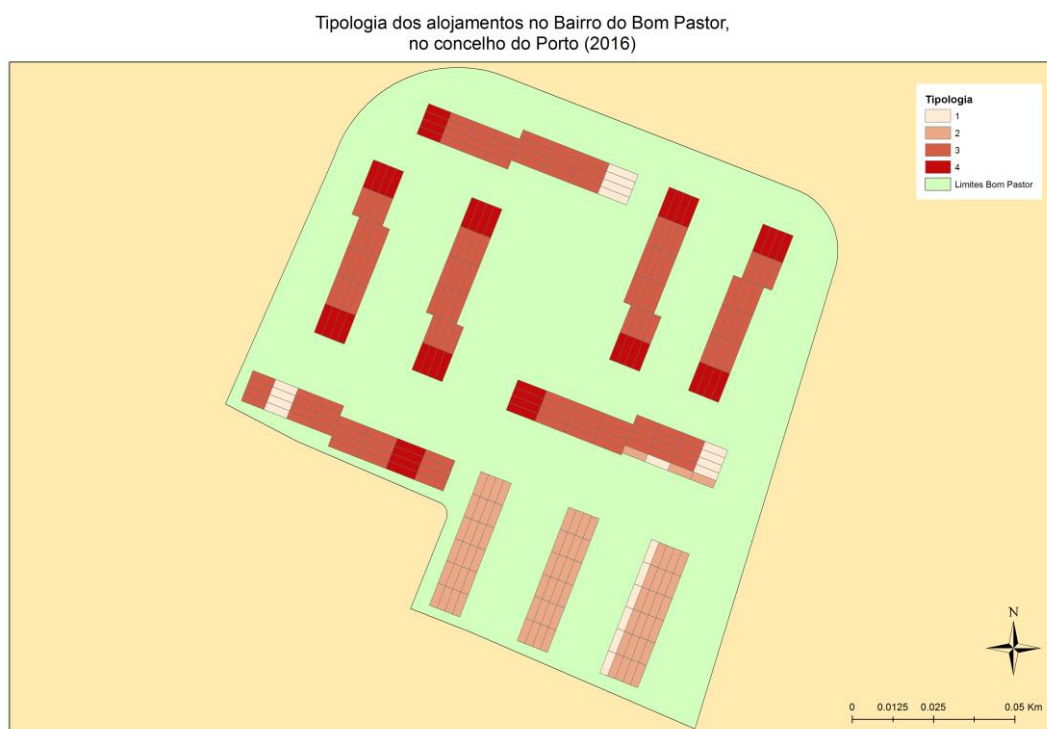 Tipologia dos alojamentos no Bairro do Bom Pastor,
no concelho do Porto (2016)
Tipologia
1
2
3
4
Limites Bom Pastor
N
0 0.0125 0.025 0.05 Km